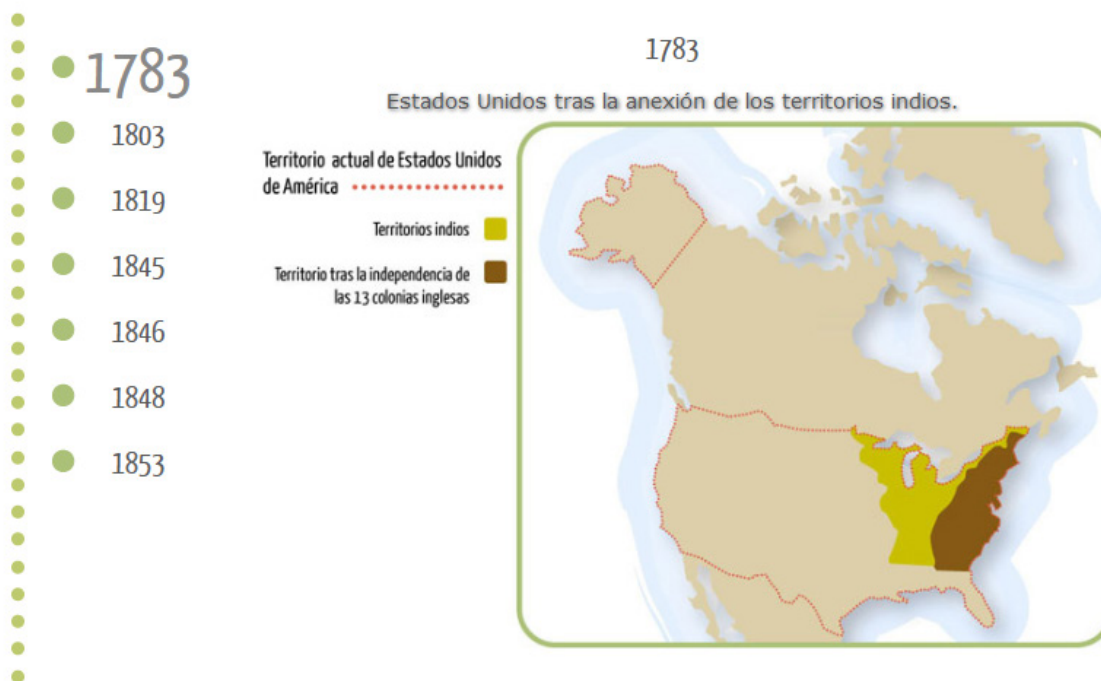 1783
1803
1819
1845
1846
1848
1853
1783
Estados Unidos tras la anexión de los territorios indios.
Territorio actual de Estados Unidos
de América
Territorios indios
Territorio tras la independencia de
las 13 colonias inglesas